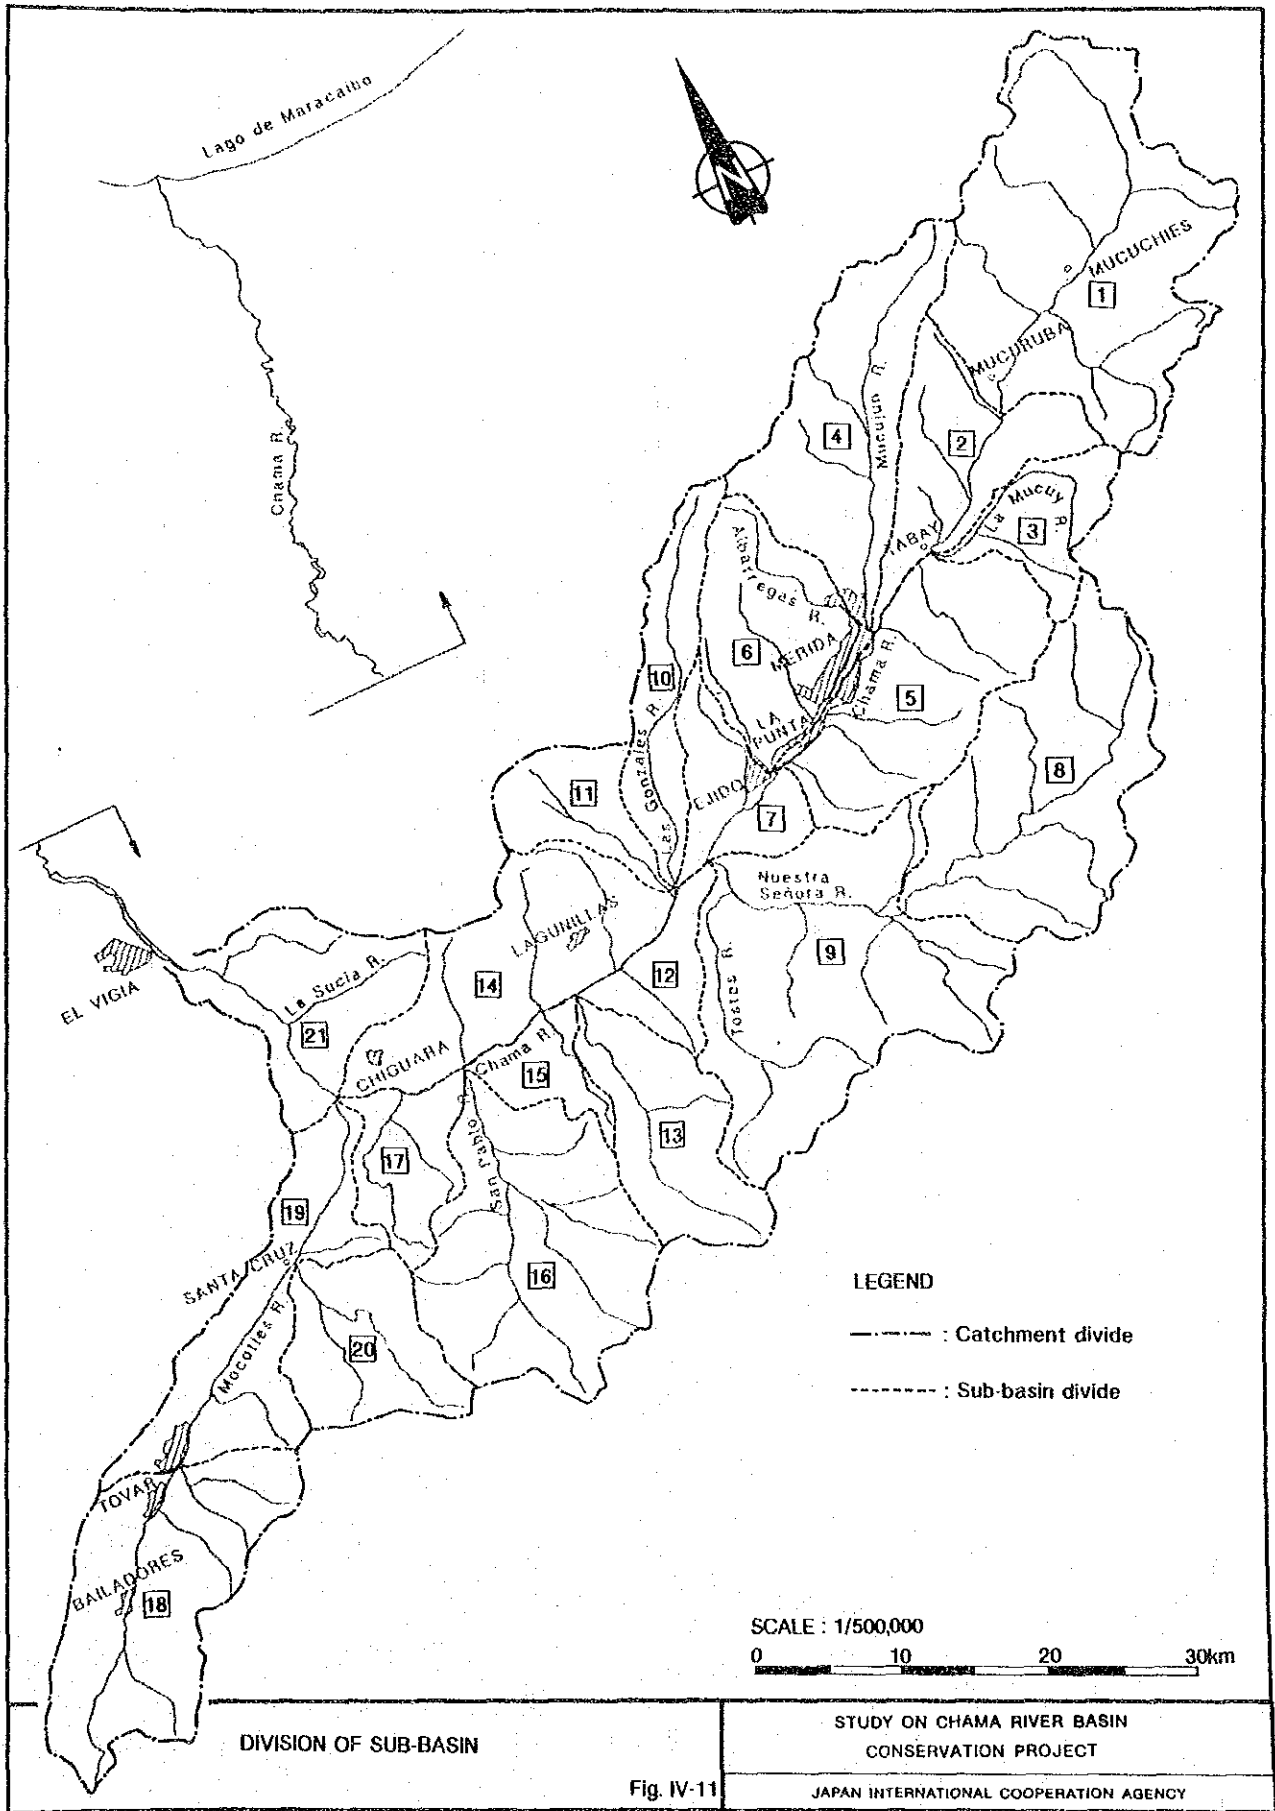 Lago de Maracaibo
N
Chama R.
MUCUCHIES
1
MUCURUBA
Mucujun R.
4
2
La Mucuy R.
3
TABAY
Albarregas R.
6
MERIDA
Chama R.
5
10
LA
PUNTA
Las Gonzales R.
8
11
EJIDO
7
Nuestra
Señora R.
LAGUNILLAS
9
12
Tostas R.
14
La Sucia R.
EL VIGIA
21
CHIGUARA
Chama R.
15
13
San Pablo R.
17
19
SANTA CRUZ
16
Mocolles R.
20
TOVAR
BAILADORES
18
LEGEND
: Catchment divide
: Sub-basin divide
SCALE : 1/500,000
0 10 20 30km
DIVISION OF SUB-BASIN
Fig. IV-11
STUDY ON CHAMA RIVER BASIN
CONSERVATION PROJECT
JAPAN INTERNATIONAL COOPERATION AGENCY